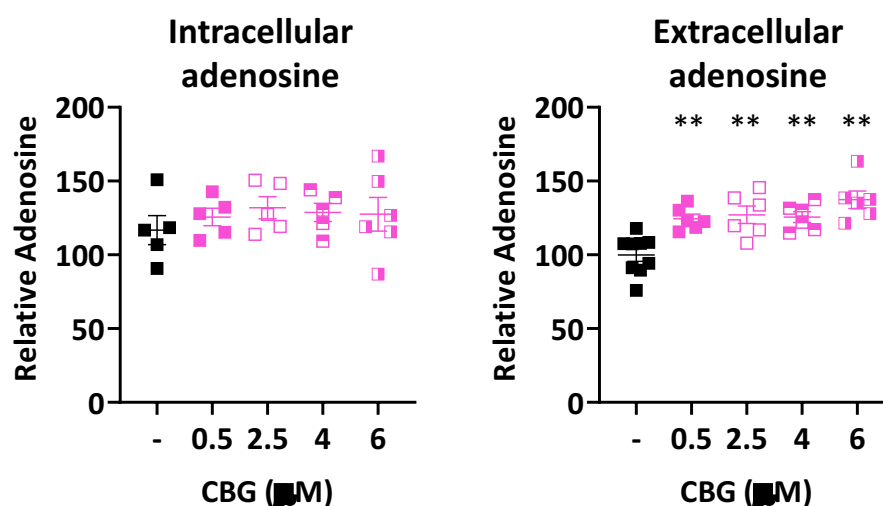 Intracellular
adenosine
Relative Adenosine
200
150
100
50
0
- 0.5 2.5 4 6
CBG (M)
Extracellular
adenosine
Relative Adenosine
200
150
100
50
0
** ** ** **
- 0.5 2.5 4 6
CBG (M)